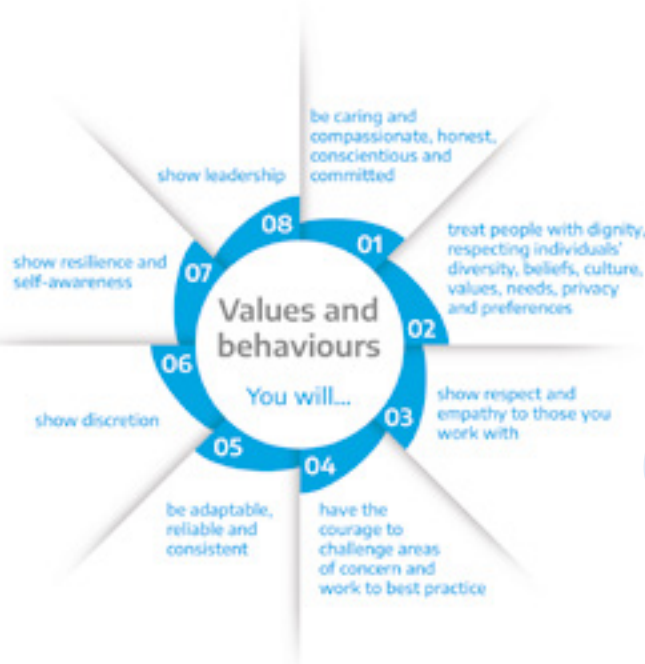 Values and
behaviours
You will...
01
be caring and
compassionate, honest,
conscientious and
committed
02
treat people with dignity,
respecting individuals'
diversity, beliefs, culture,
values, needs, privacy
and preferences
03
show respect and
empathy to those you
work with
04
have the
courage to
challenge areas
of concern and
work to best practice
05
be adaptable,
reliable and
consistent
06
show discretion
07
show resilience and
self-awareness
08
show leadership